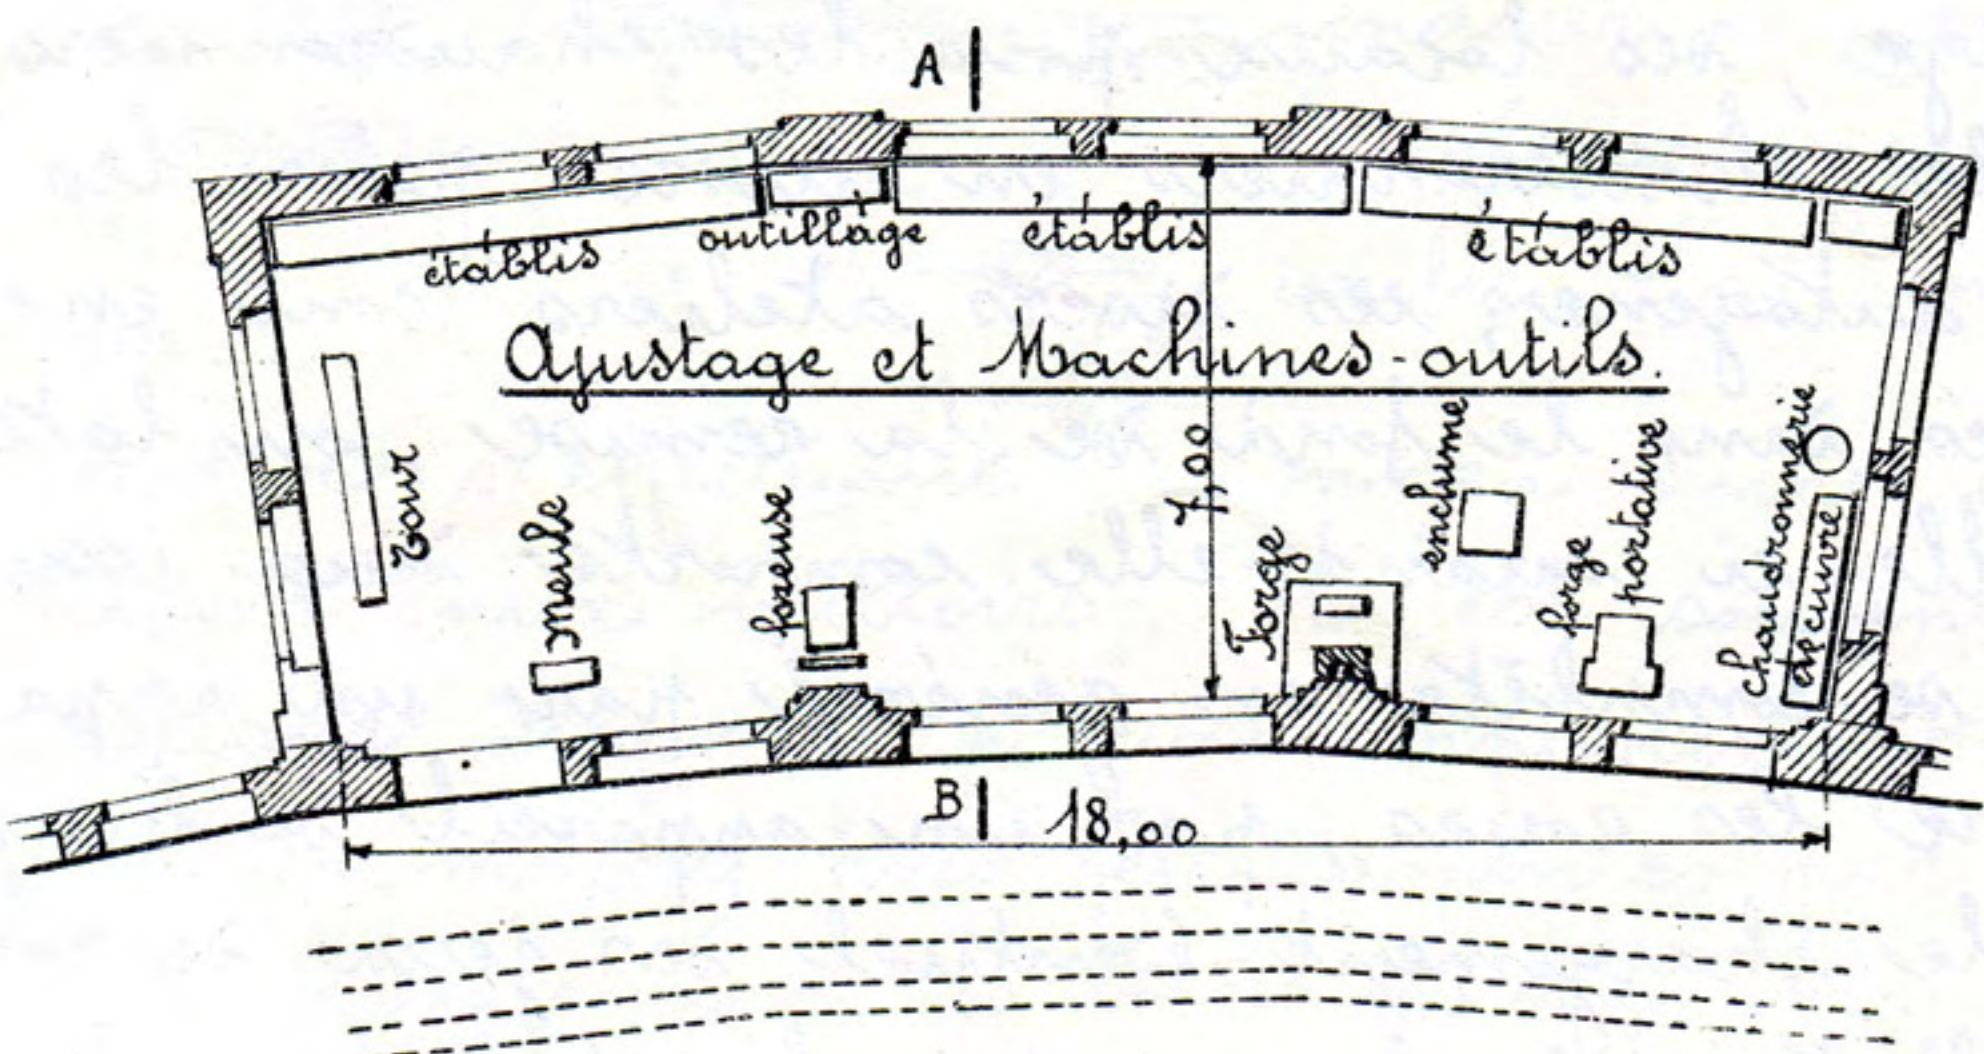 A
établis
outillage
établis
établis
Ajustage et Machines-outils.
Tour
Meule
foreuse
7,00
Forge
enclume
forge
portative
chaudronnerie
de cuivre
B
18,00